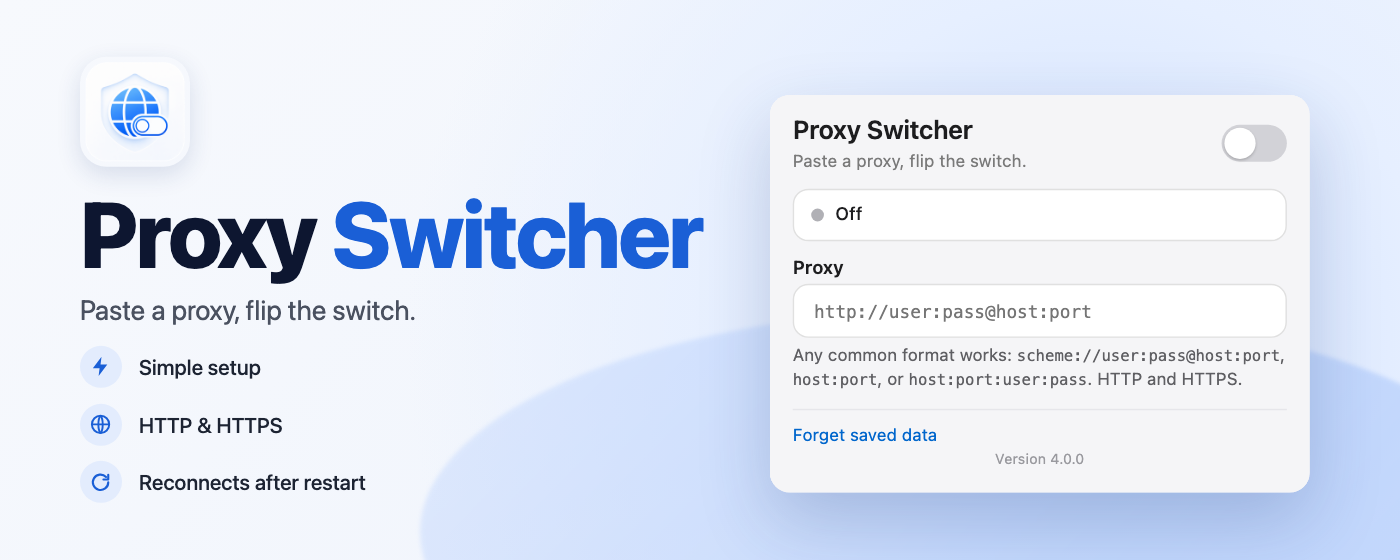 Proxy Switcher
Paste a proxy, flip the switch.
Simple setup
HTTP & HTTPS
Reconnects after restart
Proxy Switcher
Paste a proxy, flip the switch.
Off
Proxy
http://user:pass@host:port
Any common format works: scheme://user:pass@host:port,
host:port, or host:port:user:pass. HTTP and HTTPS.
Forget saved data
Version 4.0.0